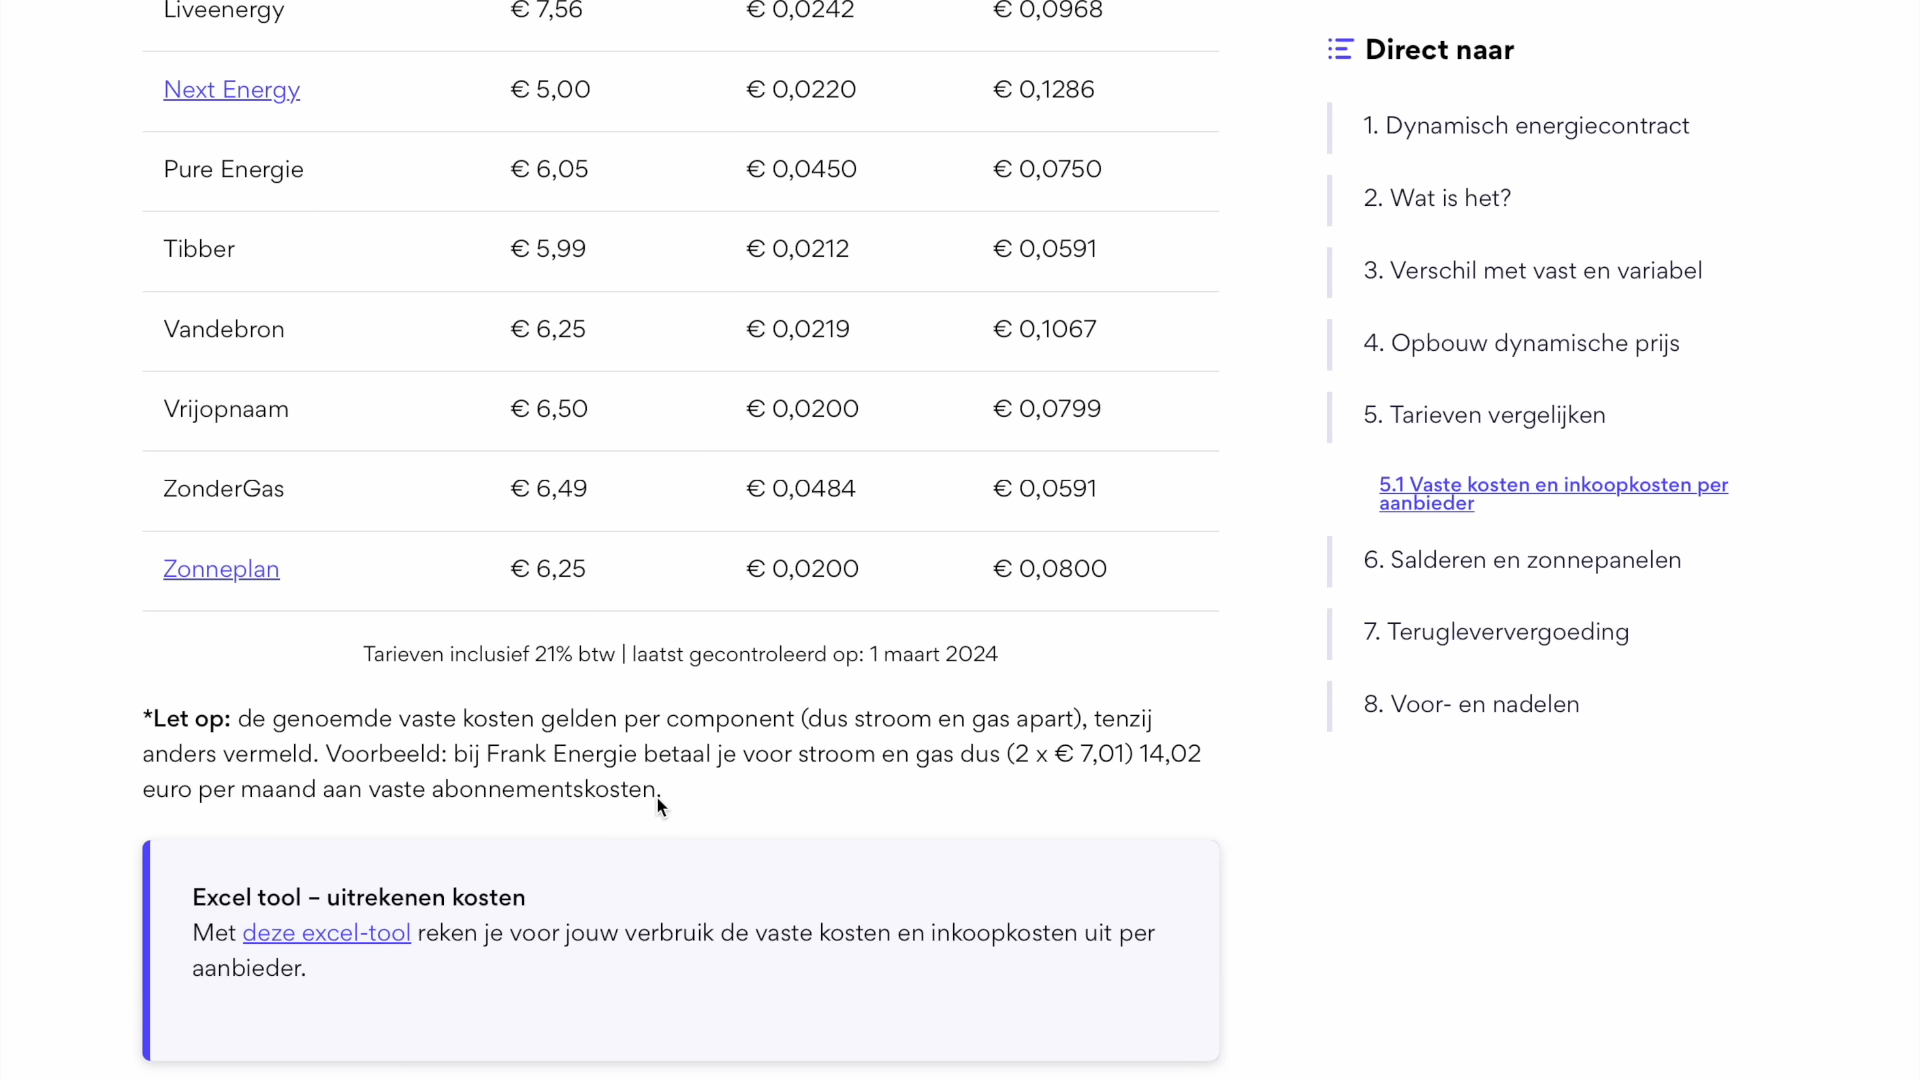 Liveenergy € 7,56 € 0,0242 € 0,0968
Next Energy € 5,00 € 0,0220 € 0,1286
Pure Energie € 6,05 € 0,0450 € 0,0750
Tibber € 5,99 € 0,0212 € 0,0591
Vandebron € 6,25 € 0,0219 € 0,1067
Vrijopnaam € 6,50 € 0,0200 € 0,0799
ZonderGas € 6,49 € 0,0484 € 0,0591
Zonneplan € 6,25 € 0,0200 € 0,0800
Tarieven inclusief 21% btw | laatst gecontroleerd op: 1 maart 2024
*Let op: de genoemde vaste kosten gelden per component (dus stroom en gas apart), tenzij
anders vermeld. Voorbeeld: bij Frank Energie betaal je voor stroom en gas dus (2 x € 7,01) 14,02
euro per maand aan vaste abonnementskosten.
Excel tool – uitrekenen kosten
Met deze excel-tool reken je voor jouw verbruik de vaste kosten en inkoopkosten uit per
aanbieder.
Direct naar
1. Dynamisch energiecontract
2. Wat is het?
3. Verschil met vast en variabel
4. Opbouw dynamische prijs
5. Tarieven vergelijken
5.1 Vaste kosten en inkoopkosten per
aanbieder
6. Salderen en zonnepanelen
7. Terugleververgoeding
8. Voor- en nadelen